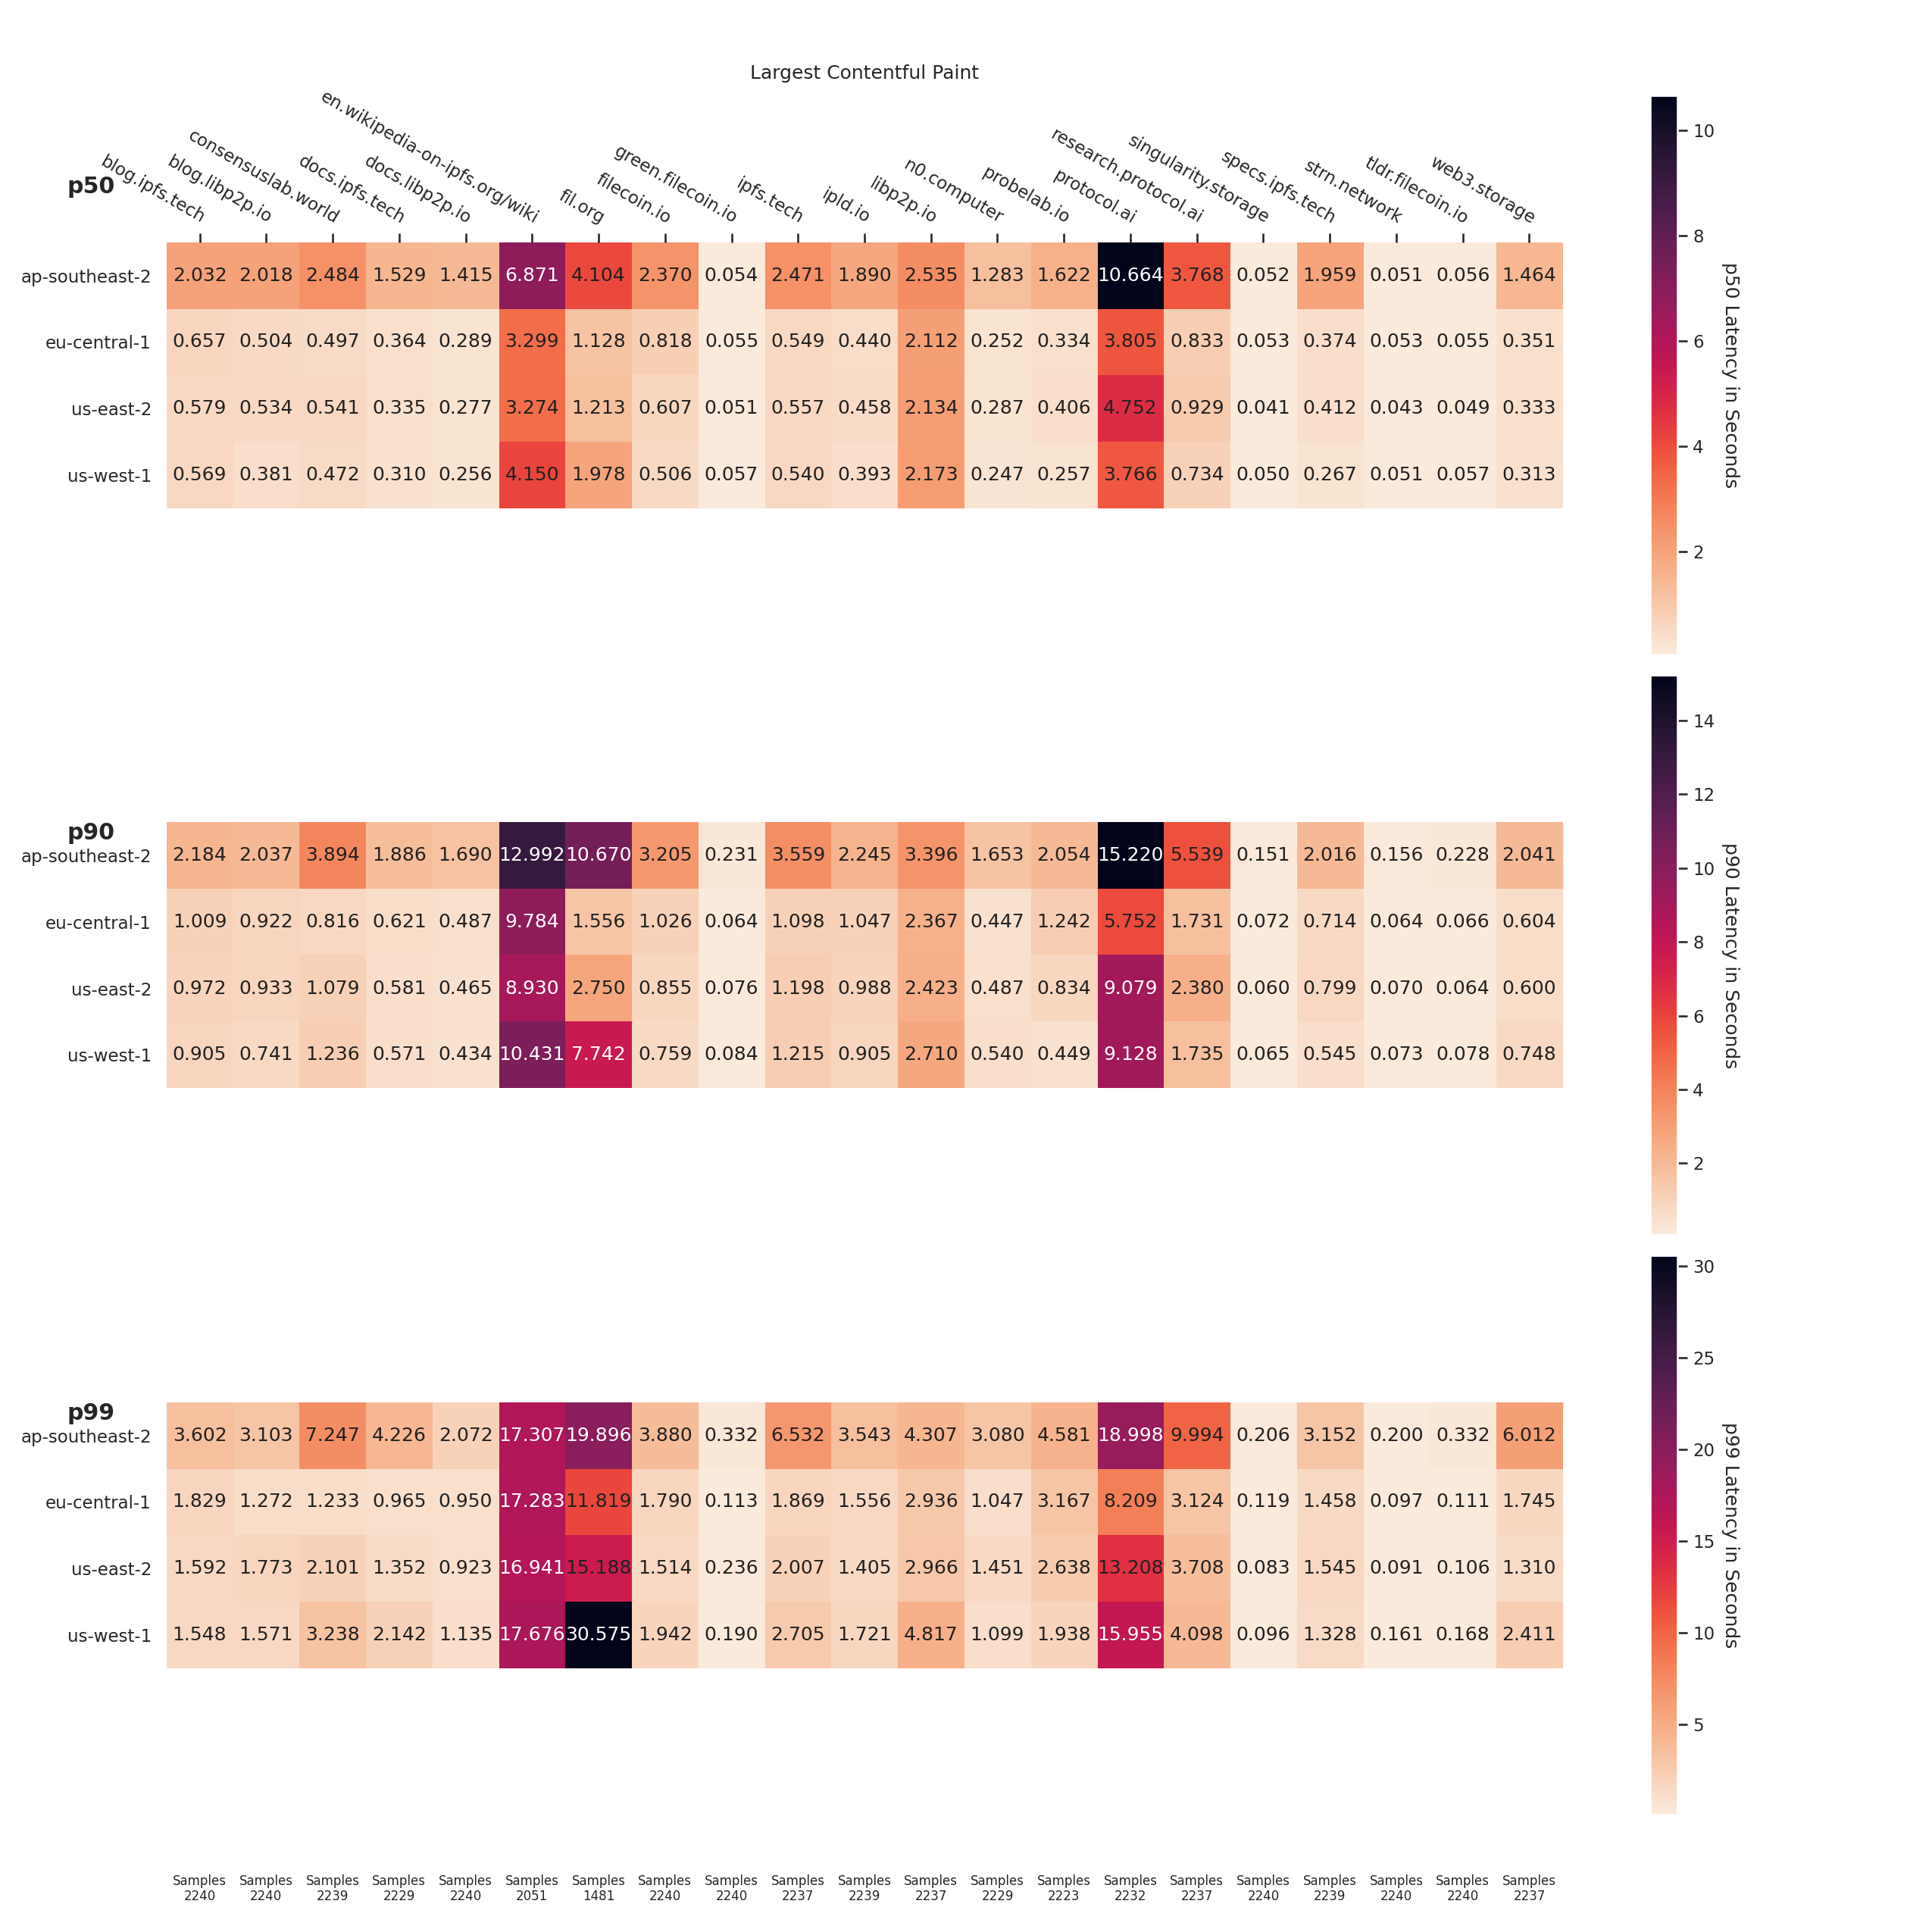 Largest Contentful Paint
p50
blog.ipfs.tech
blog.libp2p.io
consensuslab.world
docs.ipfs.tech
docs.libp2p.io
en.wikipedia-on-ipfs.org/wiki
fil.org
filecoin.io
green.filecoin.io
ipfs.tech
ipld.io
libp2p.io
n0.computer
probelab.io
protocol.ai
research.protocol.ai
singularity.storage
specs.ipfs.tech
strn.network
tldr.filecoin.io
web3.storage
ap-southeast-2 2.032 2.018 2.484 1.529 1.415 6.871 4.104 2.370 0.054 2.471 1.890 2.535 1.283 1.622 10.664 3.768 0.052 1.959 0.051 0.056 1.464
eu-central-1 0.657 0.504 0.497 0.364 0.289 3.299 1.128 0.818 0.055 0.549 0.440 2.112 0.252 0.334 3.805 0.833 0.053 0.374 0.053 0.055 0.351
us-east-2 0.579 0.534 0.541 0.335 0.277 3.274 1.213 0.607 0.051 0.557 0.458 2.134 0.287 0.406 4.752 0.929 0.041 0.412 0.043 0.049 0.333
us-west-1 0.569 0.381 0.472 0.310 0.256 4.150 1.978 0.506 0.057 0.540 0.393 2.173 0.247 0.257 3.766 0.734 0.050 0.267 0.051 0.057 0.313
10
8
6
4
2
p50 Latency in Seconds
p90
ap-southeast-2 2.184 2.037 3.894 1.886 1.690 12.992 10.670 3.205 0.231 3.559 2.245 3.396 1.653 2.054 15.220 5.539 0.151 2.016 0.156 0.228 2.041
eu-central-1 1.009 0.922 0.816 0.621 0.487 9.784 1.556 1.026 0.064 1.098 1.047 2.367 0.447 1.242 5.752 1.731 0.072 0.714 0.064 0.066 0.604
us-east-2 0.972 0.933 1.079 0.581 0.465 8.930 2.750 0.855 0.076 1.198 0.988 2.423 0.487 0.834 9.079 2.380 0.060 0.799 0.070 0.064 0.600
us-west-1 0.905 0.741 1.236 0.571 0.434 10.431 7.742 0.759 0.084 1.215 0.905 2.710 0.540 0.449 9.128 1.735 0.065 0.545 0.073 0.078 0.748
14
12
10
8
6
4
2
p90 Latency in Seconds
p99
ap-southeast-2 3.602 3.103 7.247 4.226 2.072 17.307 19.896 3.880 0.332 6.532 3.543 4.307 3.080 4.581 18.998 9.994 0.206 3.152 0.200 0.332 6.012
eu-central-1 1.829 1.272 1.233 0.965 0.950 17.283 11.819 1.790 0.113 1.869 1.556 2.936 1.047 3.167 8.209 3.124 0.119 1.458 0.097 0.111 1.745
us-east-2 1.592 1.773 2.101 1.352 0.923 16.941 15.188 1.514 0.236 2.007 1.405 2.966 1.451 2.638 13.208 3.708 0.083 1.545 0.091 0.106 1.310
us-west-1 1.548 1.571 3.238 2.142 1.135 17.676 30.575 1.942 0.190 2.705 1.721 4.817 1.099 1.938 15.955 4.098 0.096 1.328 0.161 0.168 2.411
30
25
20
15
10
5
p99 Latency in Seconds
Samples Samples Samples Samples Samples Samples Samples Samples Samples Samples Samples Samples Samples Samples Samples Samples Samples Samples Samples Samples Samples
2240 2240 2239 2229 2240 2051 1481 2240 2240 2237 2239 2237 2229 2223 2232 2237 2240 2239 2240 2240 2237